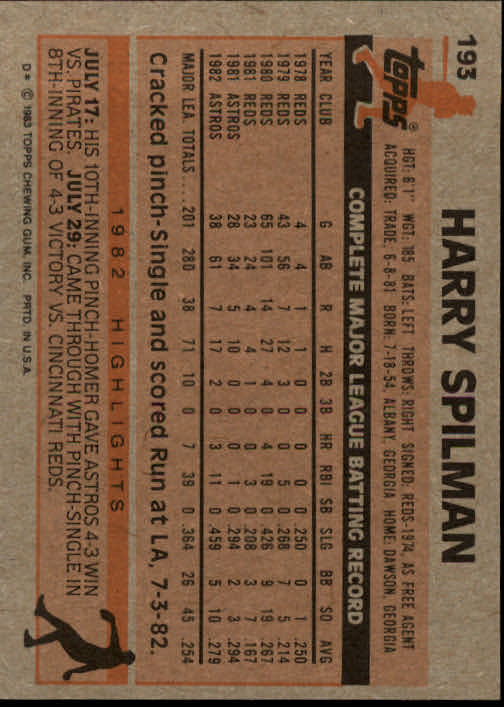 193
topps®
HARRY SPILMAN
HGT: 6'1" WGT: 185 BATS: LEFT THROWS: RIGHT SIGNED: REDS-1974, AS FREE AGENT
ACQUIRED: TRADE, 6-8-81 BORN: 7-18-54, ALBANY, GEORGIA HOME: DAWSON, GEORGIA
COMPLETE MAJOR LEAGUE BATTING RECORD
YEAR CLUB G AB R H 2B 3B HR RBI SB SLG BB SO AVG
1978 REDS 4 4 1 1 0 0 0 0 0 .250 0 1 .250
1979 REDS 43 56 7 12 3 0 0 5 0 .268 7 5 .214
1980 REDS 65 101 14 27 4 0 4 19 0 .426 9 19 .267
1981 REDS 23 24 4 4 1 0 0 3 0 .208 3 7 .167
1981 ASTROS 28 34 5 10 0 0 0 1 0 .294 2 3 .294
1982 ASTROS 38 61 7 17 2 0 3 11 0 .459 5 10 .279
MAJOR LEA. TOTALS .... 201 280 38 71 10 0 7 39 0 .364 26 45 .254
Cracked pinch-Single and scored Run at LA, 7-3-82.
1982 HIGHLIGHTS
JULY 17: HIS 10TH-INNING PINCH-HOMER GAVE ASTROS 4-3 WIN
VS. PIRATES. JULY 29: CAME THROUGH WITH PINCH-SINGLE IN
8TH-INNING OF 4-3 VICTORY VS. CINCINNATI REDS.
D* © 1983 TOPPS CHEWING GUM, INC. PRTD. IN U.S.A.